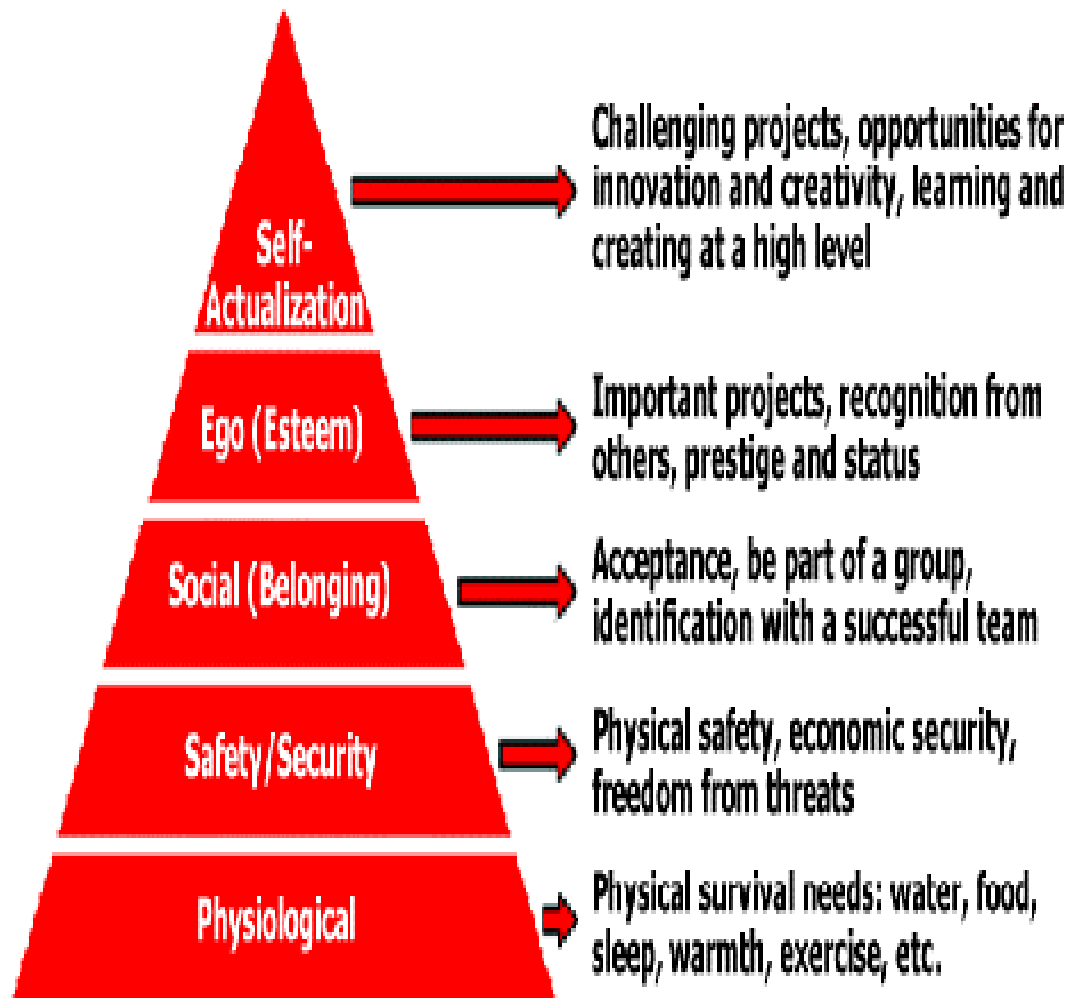 Challenging projects, opportunities for
innovation and creativity, learning and
creating at a high level
Self-
Actualization
Important projects, recognition from
others, prestige and status
Ego (Esteem)
Acceptance, be part of a group,
identification with a successful team
Social (Belonging)
Physical safety, economic security,
freedom from threats
Safety/Security
Physical survival needs: water, food,
sleep, warmth, exercise, etc.
Physiological